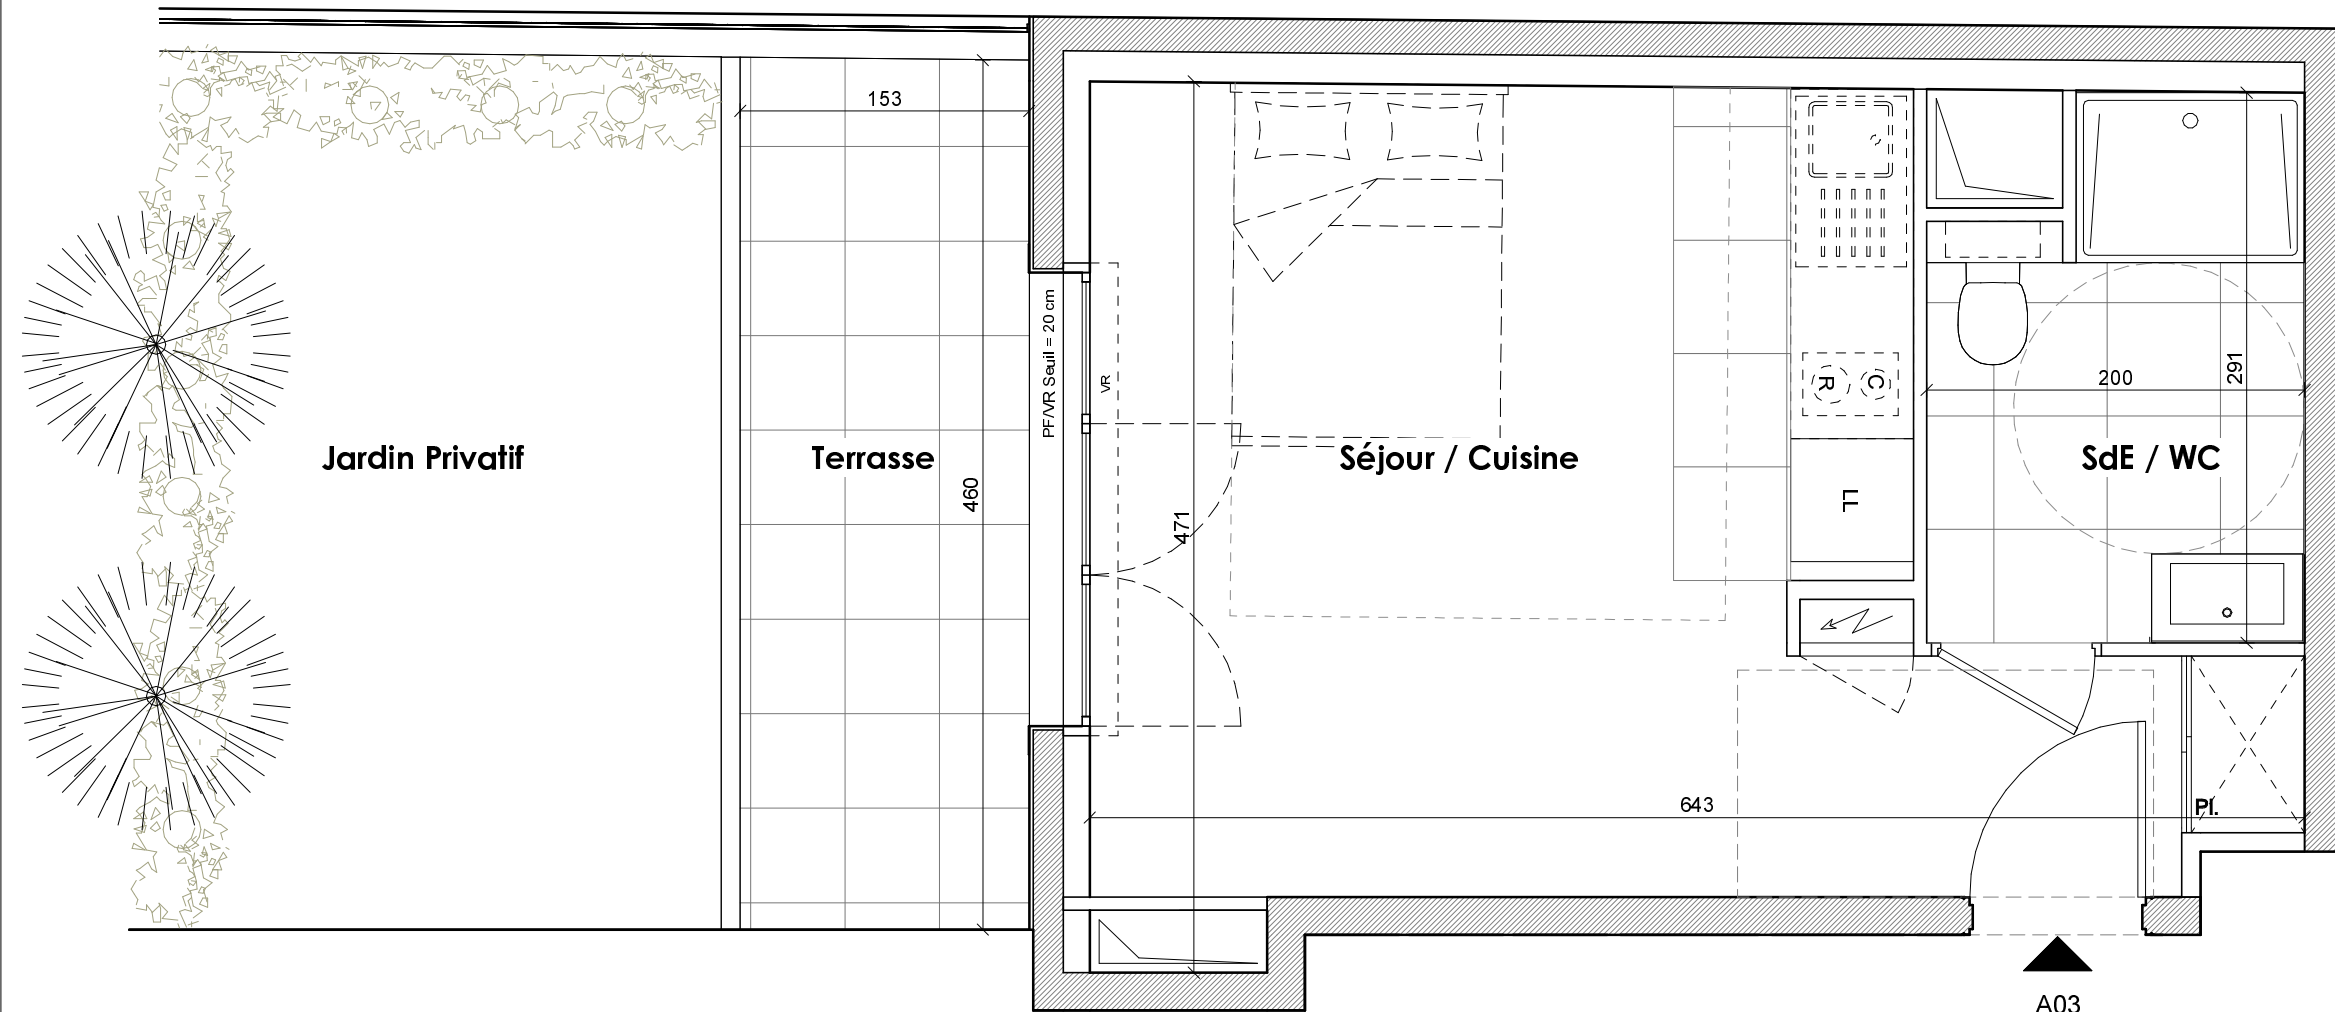 153
PF/VR Seuil = 20 cm
VR
R
C
200
291
Jardin Privatif
Terrasse
460
Séjour / Cuisine
SdE / WC
LL
471
643
Pl.
A03